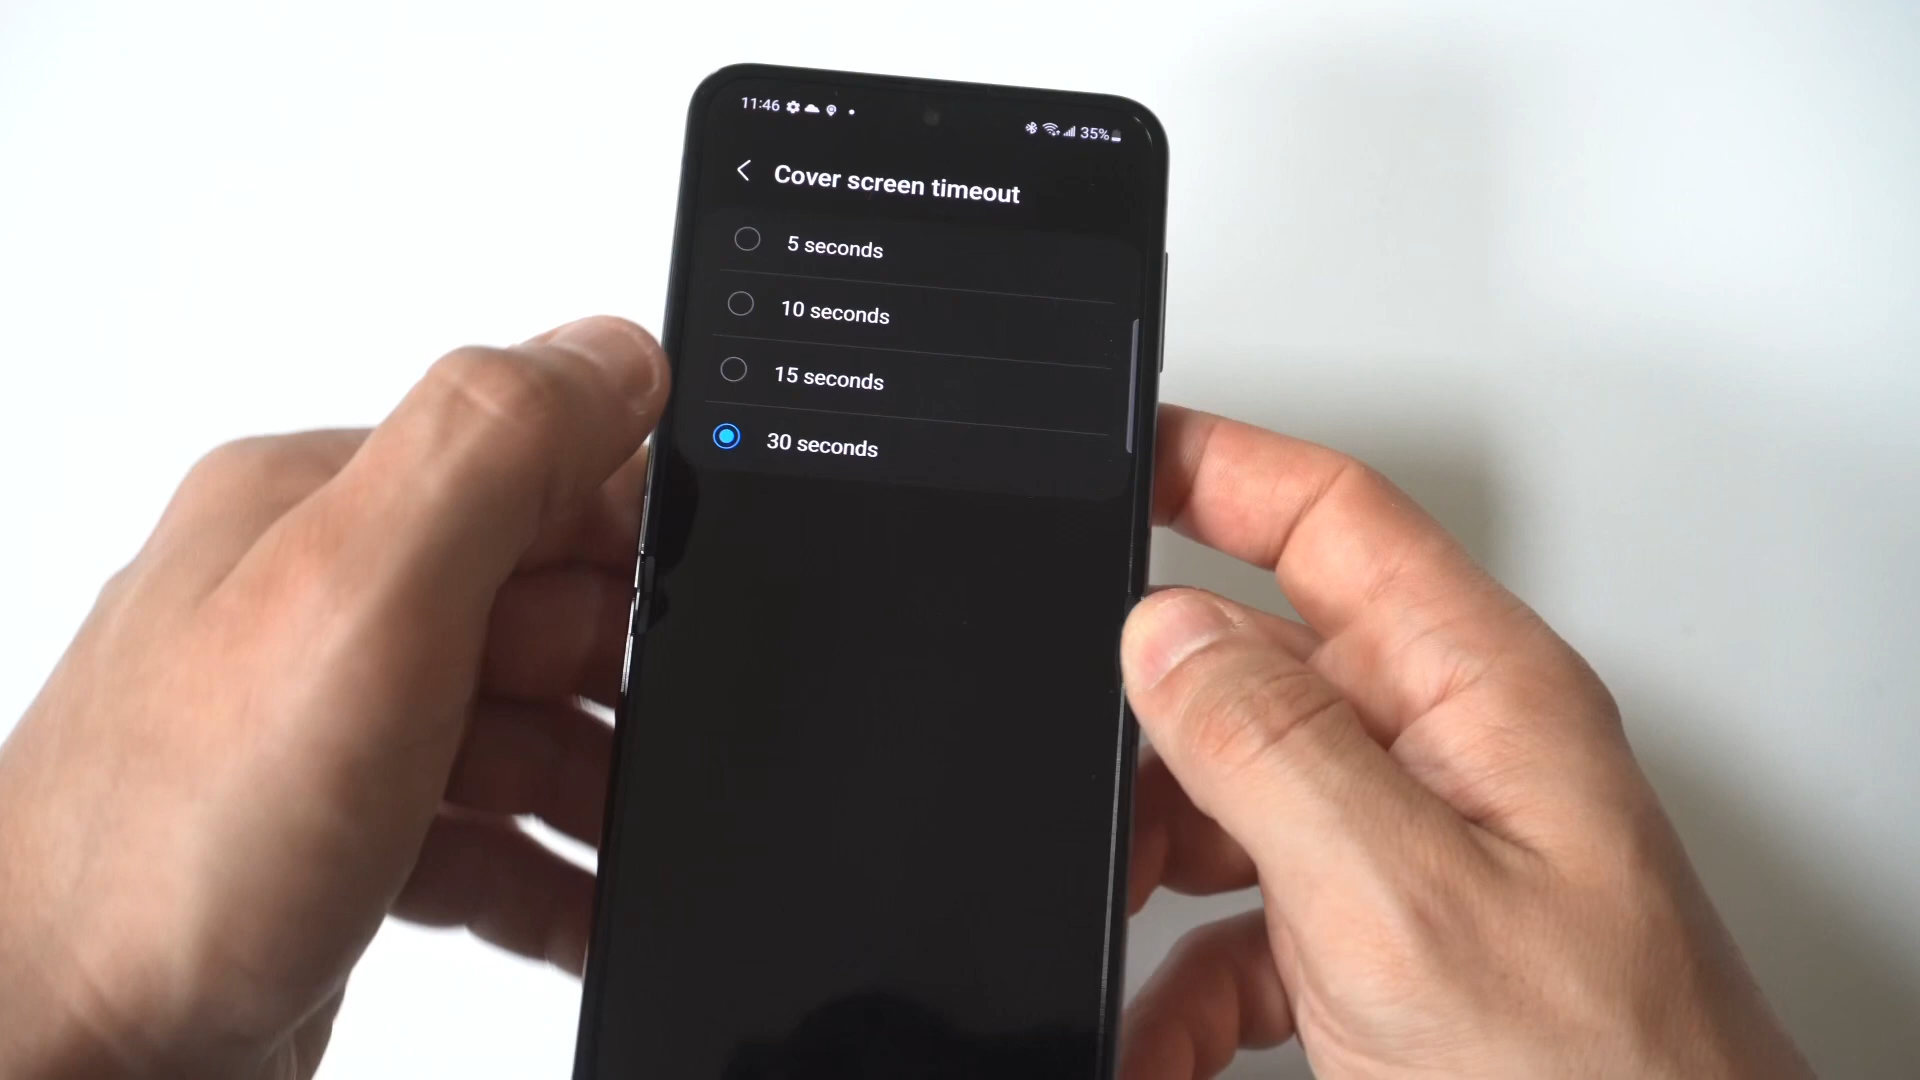 11:46
35%
Cover screen timeout
5 seconds
10 seconds
15 seconds
30 seconds